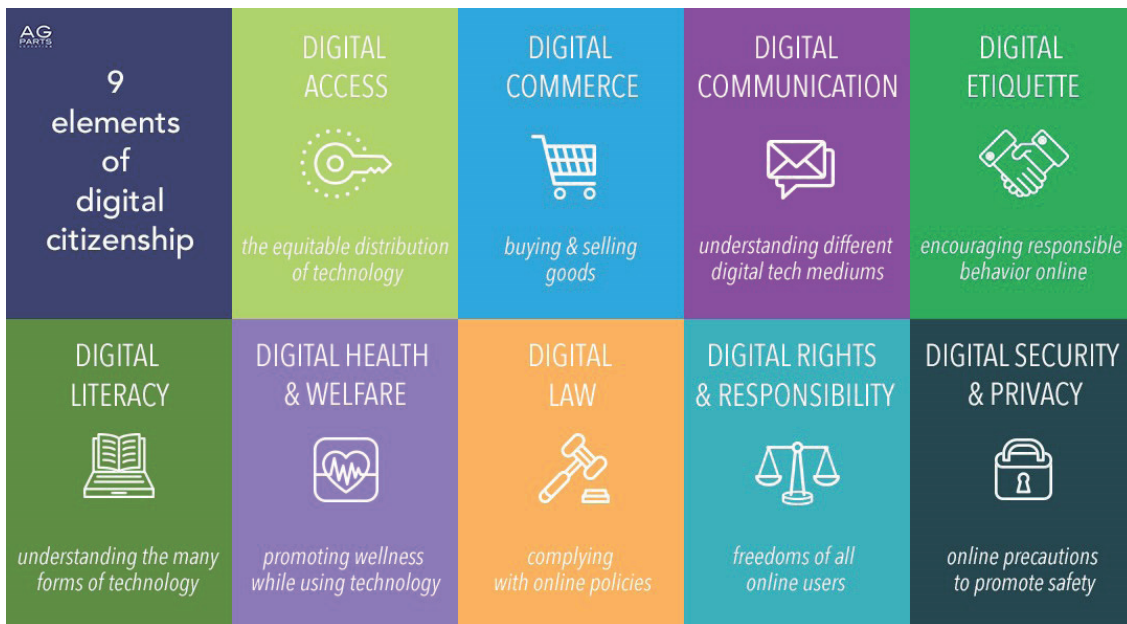 AG
PARTS
EDUCATION
9
elements
of
digital
citizenship
DIGITAL
ACCESS
the equitable distribution
of technology
DIGITAL
COMMERCE
buying & selling
goods
DIGITAL
COMMUNICATION
understanding different
digital tech mediums
DIGITAL
ETIQUETTE
encouraging responsible
behavior online
DIGITAL
LITERACY
understanding the many
forms of technology
DIGITAL HEALTH
& WELFARE
promoting wellness
while using technology
DIGITAL
LAW
complying
with online policies
DIGITAL RIGHTS
& RESPONSIBILITY
freedoms of all
online users
DIGITAL SECURITY
& PRIVACY
online precautions
to promote safety